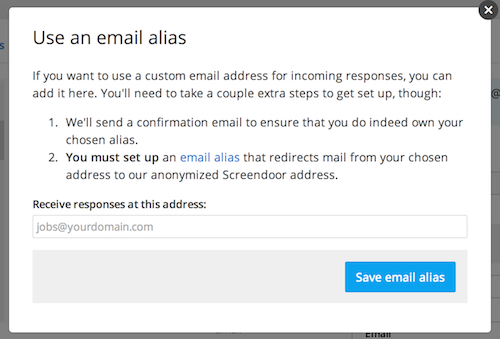 Use an email alias
If you want to use a custom email address for incoming responses, you can
add it here. You'll need to take a couple extra steps to get set up, though:
1. We'll send a confirmation email to ensure that you do indeed own your
chosen alias.
2. You must set up an email alias that redirects mail from your chosen
address to our anonymized Screendoor address.
Receive responses at this address:
jobs@yourdomain.com
Save email alias
Email